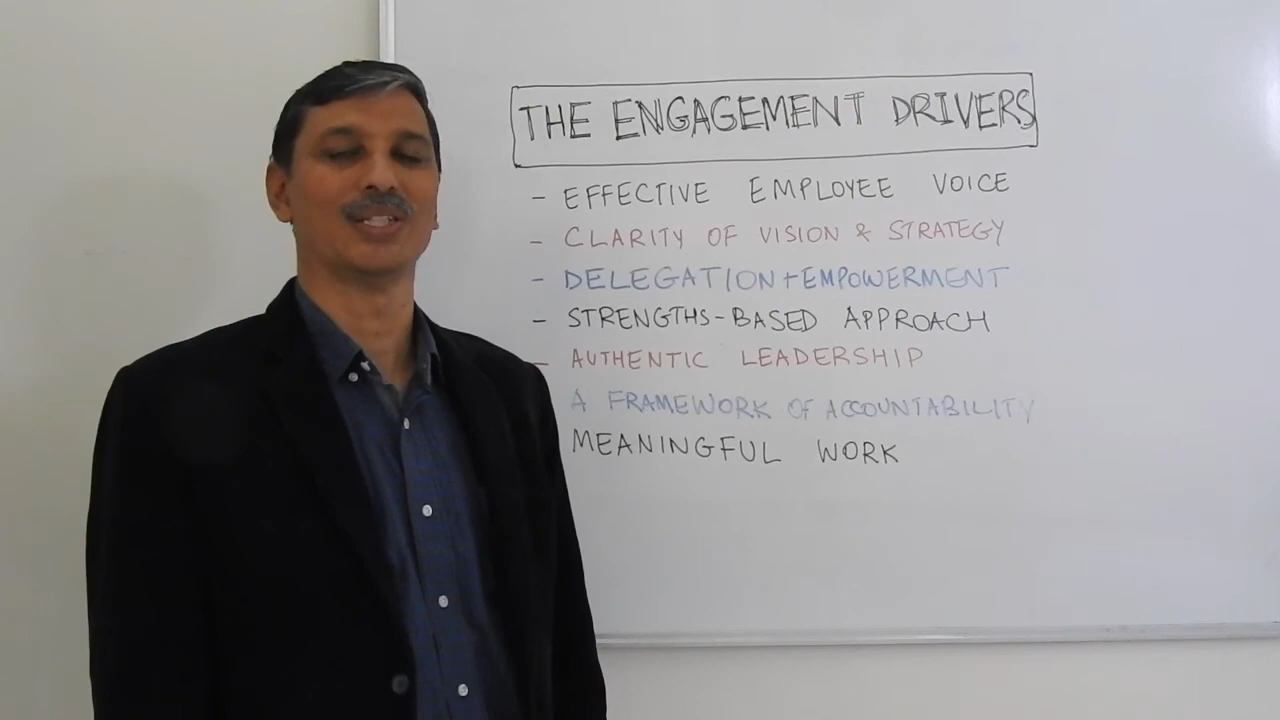 THE ENGAGEMENT DRIVERS
- EFFECTIVE EMPLOYEE VOICE
- CLARITY OF VISION & STRATEGY
- DELEGATION + EMPOWERMENT
- STRENGTHS-BASED APPROACH
- AUTHENTIC LEADERSHIP
A FRAMEWORK OF ACCOUNTABILITY
MEANINGFUL WORK